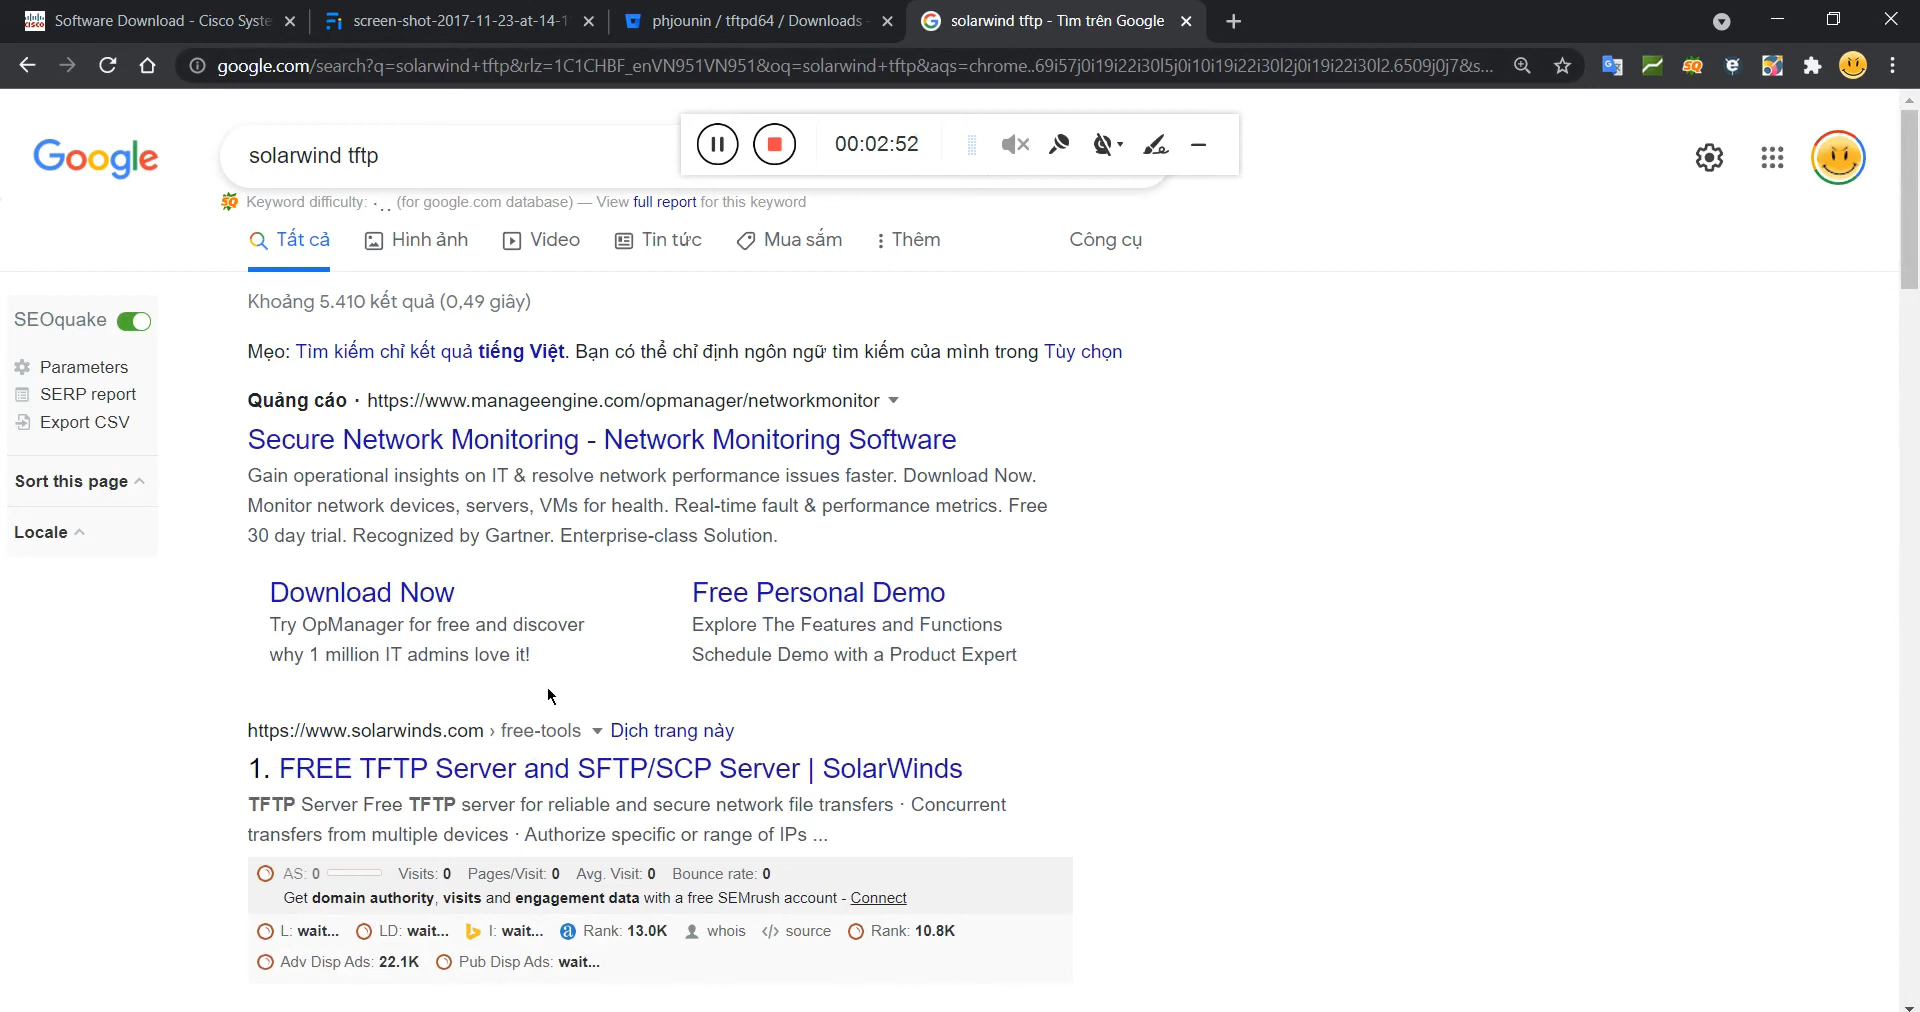 Software Download - Cisco Syste
screen-shot-2017-11-23-at-14-1
phjounin / tftpd64 / Downloads
solarwind tftp - Tìm trên Google
google.com/search?q=solarwind+tftp&rlz=1C1CHBF_enVN951VN951&oq=solarwind+tftp&aqs=chrome..69i57j0i19i22i30l5j0i10i19i22i30l2j0i19i22i30l2.6509j0j7&s...
Google
solarwind tftp
00:02:52
Keyword difficulty: (for google.com database) — View full report for this keyword
Tất cả
Hình ảnh
Video
Tin tức
Mua sắm
Thêm
Công cụ
Khoảng 5.410 kết quả (0,49 giây)
SEOquake
Parameters
SERP report
Export CSV
Sort this page
Locale
Mẹo: Tìm kiếm chỉ kết quả tiếng Việt. Bạn có thể chỉ định ngôn ngữ tìm kiếm của mình trong Tùy chọn
Quảng cáo · https://www.manageengine.com/opmanager/networkmonitor
Secure Network Monitoring - Network Monitoring Software
Gain operational insights on IT & resolve network performance issues faster. Download Now.
Monitor network devices, servers, VMs for health. Real-time fault & performance metrics. Free
30 day trial. Recognized by Gartner. Enterprise-class Solution.
Download Now
Try OpManager for free and discover
why 1 million IT admins love it!
Free Personal Demo
Explore The Features and Functions
Schedule Demo with a Product Expert
https://www.solarwinds.com › free-tools Dịch trang này
1. FREE TFTP Server and SFTP/SCP Server | SolarWinds
TFTP Server Free TFTP server for reliable and secure network file transfers · Concurrent
transfers from multiple devices · Authorize specific or range of IPs ...
AS: 0 Visits: 0 Pages/Visit: 0 Avg. Visit: 0 Bounce rate: 0
Get domain authority, visits and engagement data with a free SEMrush account - Connect
L: wait... LD: wait... I: wait... Rank: 13.0K whois </> source Rank: 10.8K
Adv Disp Ads: 22.1K Pub Disp Ads: wait...